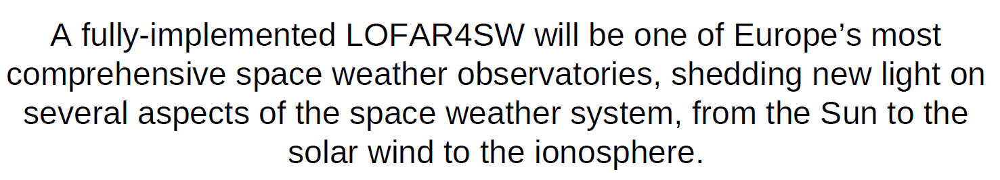 A fully-implemented LOFAR4SW will be one of Europe’s most
comprehensive space weather observatories, shedding new light on
several aspects of the space weather system, from the Sun to the
solar wind to the ionosphere.